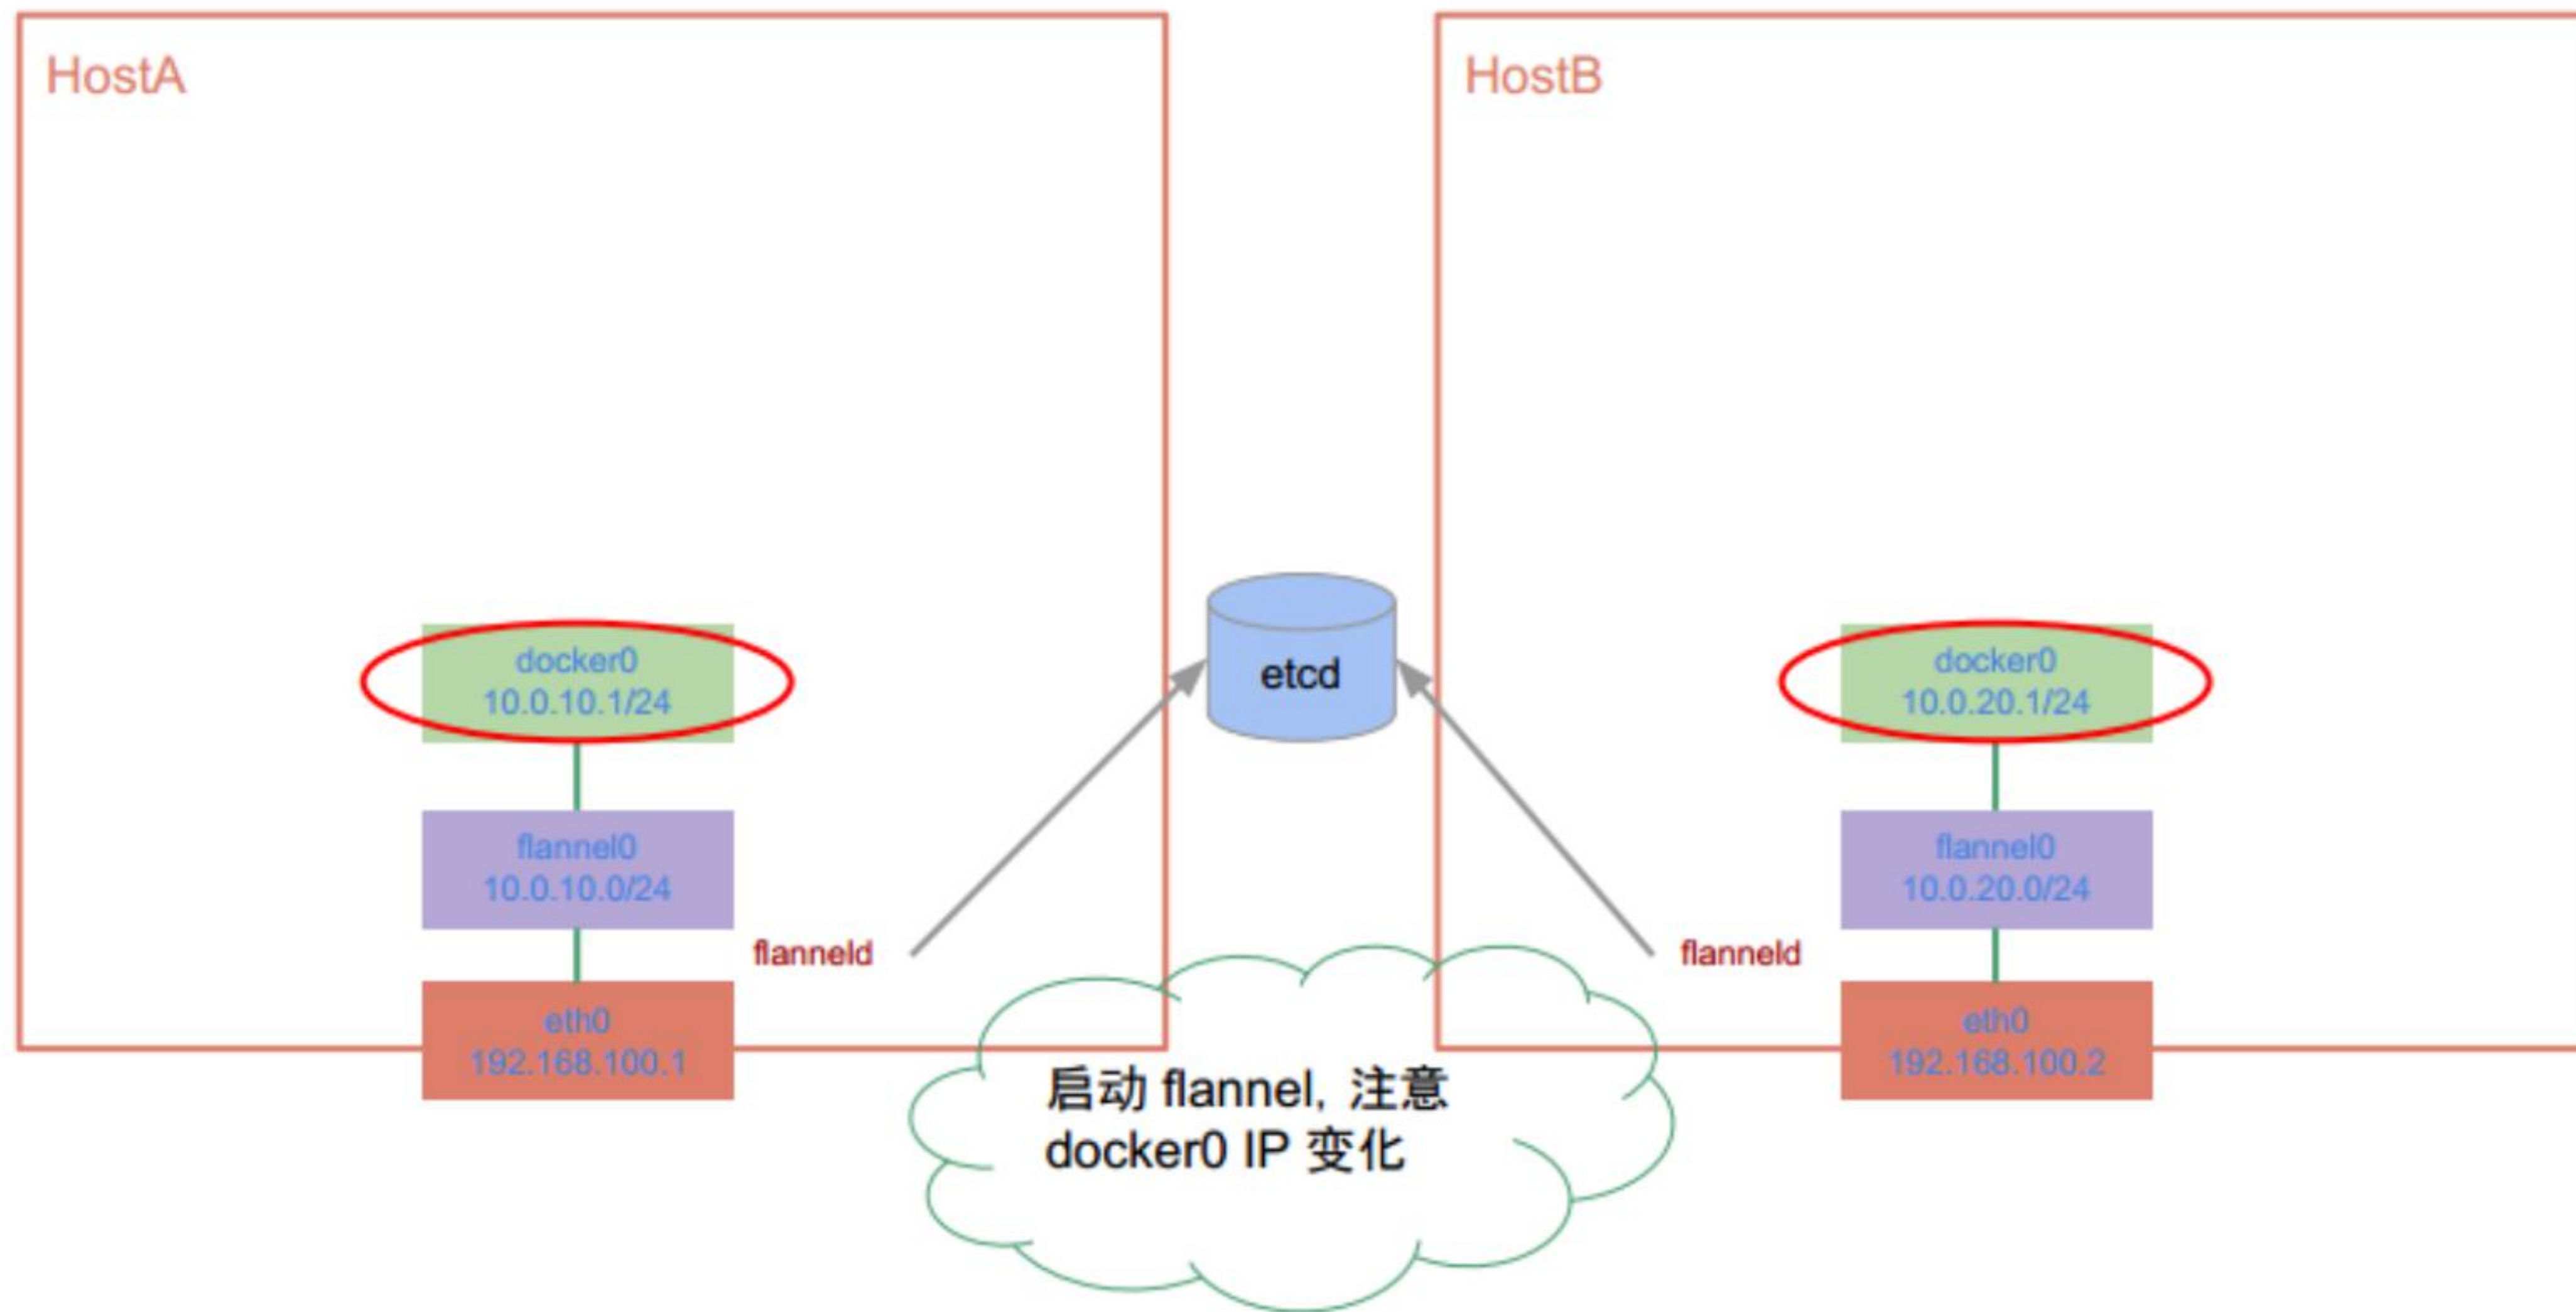 HostA
HostB
docker0
10.0.10.1/24
flannel0
10.0.10.0/24
flanneld
eth0
192.168.100.1
etcd
docker0
10.0.20.1/24
flannel0
10.0.20.0/24
flanneld
eth0
192.168.100.2
启动 flannel, 注意
docker0 IP 变化